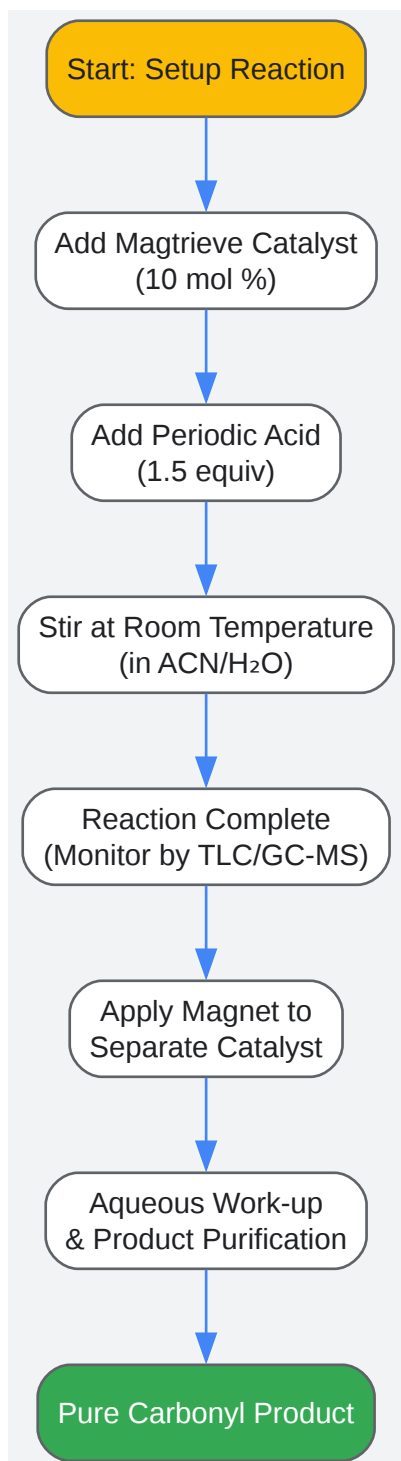 Start: Setup Reaction
Add Magtrieve Catalyst
(10 mol %)
Add Periodic Acid
(1.5 equiv)
Stir at Room Temperature
(in ACN/H₂O)
Reaction Complete
(Monitor by TLC/GC-MS)
Apply Magnet to
Separate Catalyst
Aqueous Work-up
& Product Purification
Pure Carbonyl Product